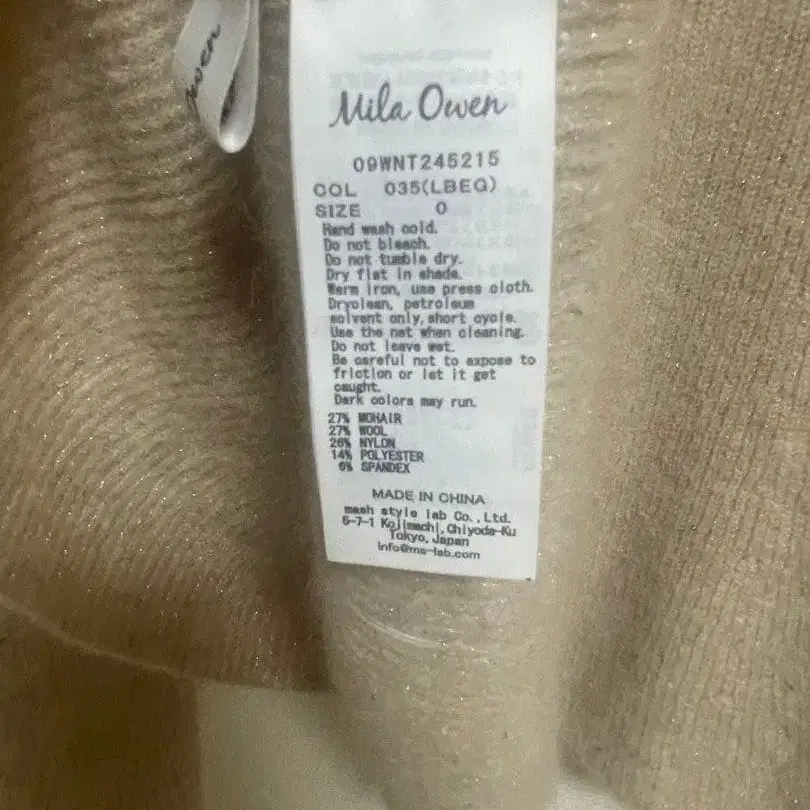 Owen
Mila Owen
09WNT245215
COL 035(LBEG)
SIZE 0
Hand wash cold.
Do not bleach.
Do not tumble dry.
Dry flat in shade.
Warm iron, use press cloth.
Dryclean, petroleum
solvent only, short cycle.
Use the net when cleaning.
Do not leave wet.
Be careful not to expose to
friction or let it get
caught.
Dark colors may run.
27% MOHAIR
27% WOOL
26% NYLON
14% POLYESTER
6% SPANDEX
MADE IN CHINA
mash style lab Co.,Ltd.
6-7-1 Kojimachi,Chiyoda-Ku
Tokyo,Japan
info@ms-lab.com